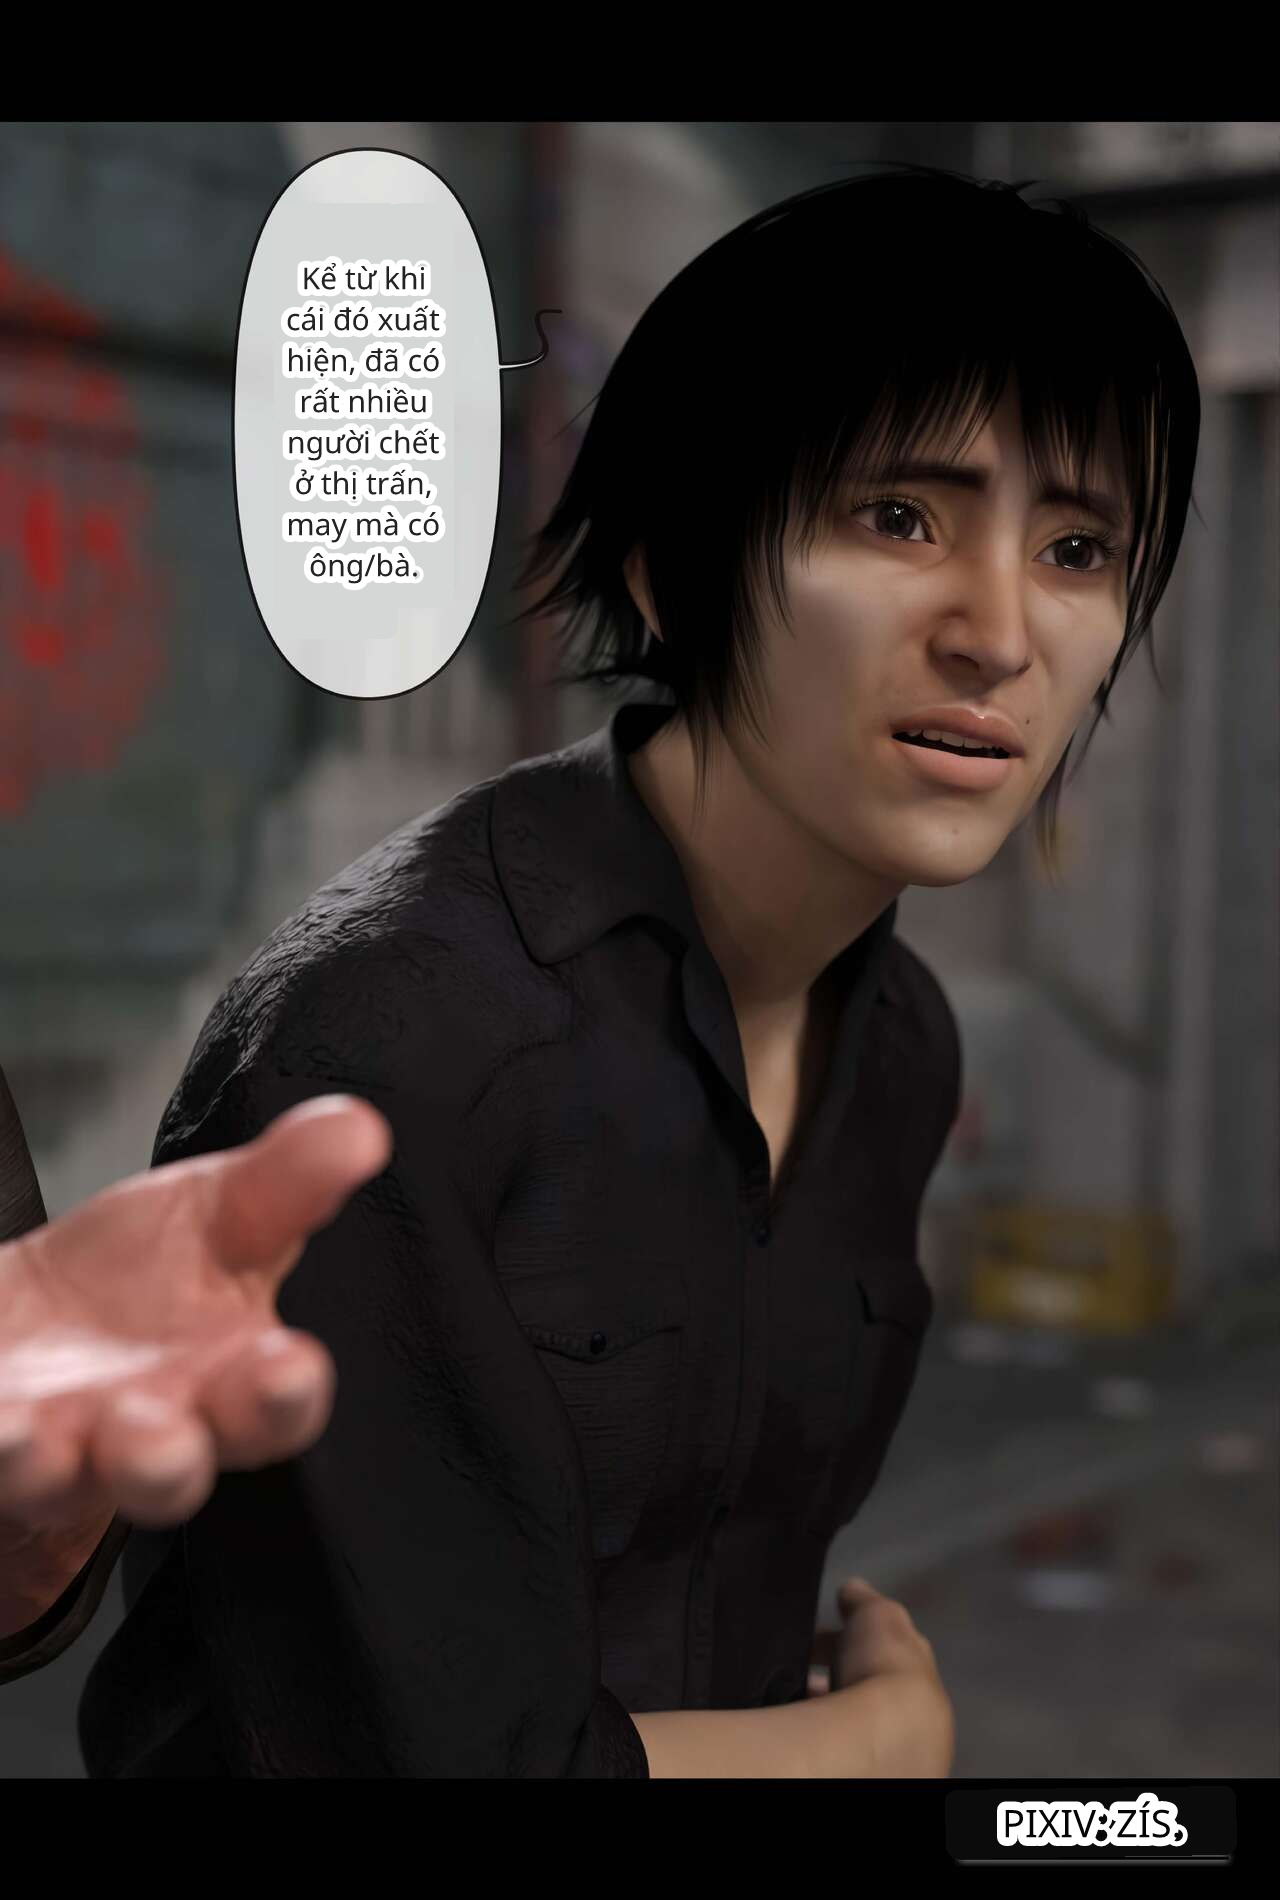 Kể từ khi
cái đó xuất
hiện, đã có
rất nhiều
người chết
ở thị trấn,
may mà có
ông/bà.
PIXIV:ZÍS,